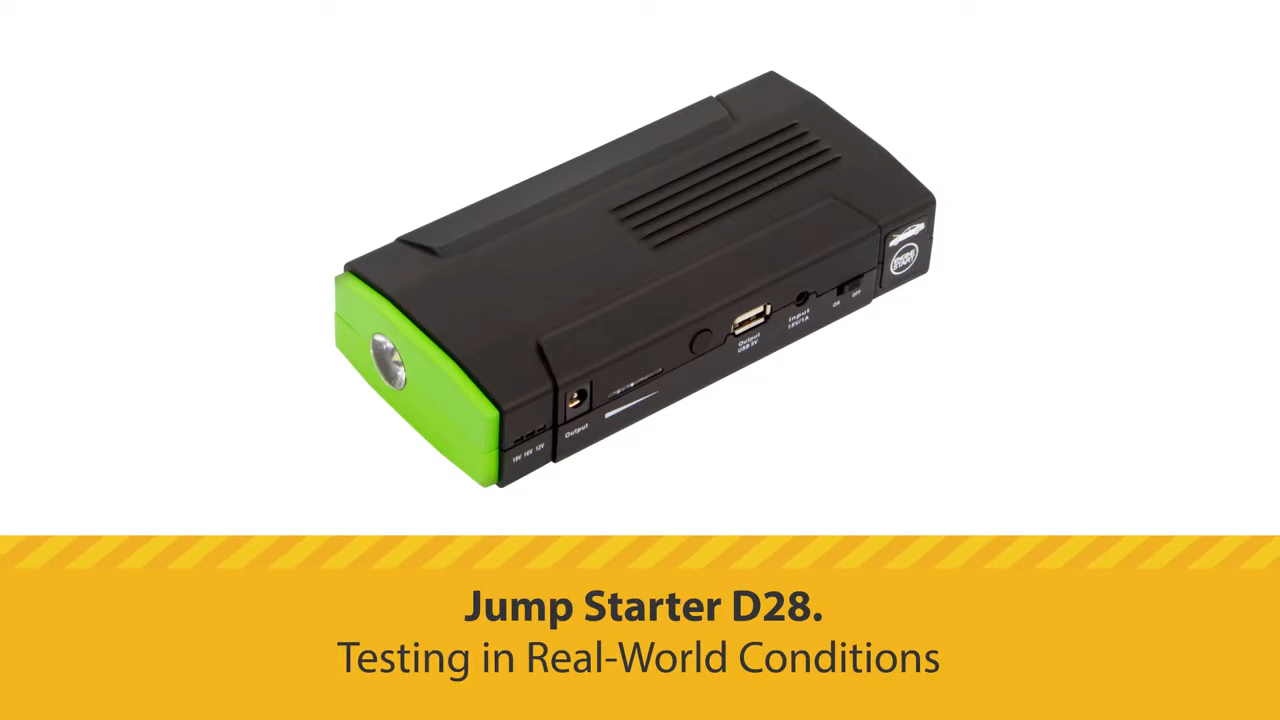 ENGINE
START
ON OFF
Input
15V/1A
Output
USB 5V
Output
19V 16V 12V
Jump Starter D28.
Testing in Real-World Conditions